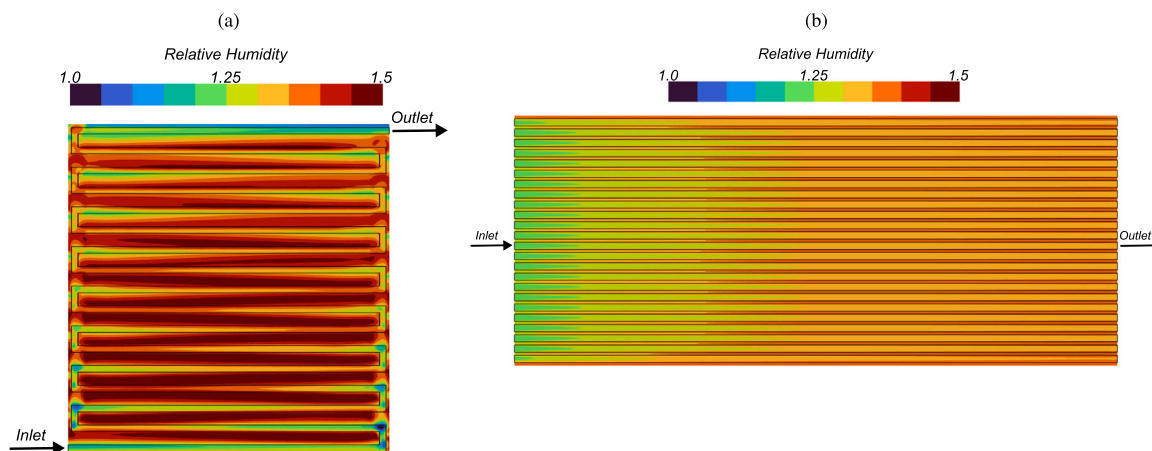 (a)
Relative Humidity
1.0 1.25 1.5
Outlet
Inlet
(b)
Relative Humidity
1.0 1.25 1.5
Inlet
Outlet